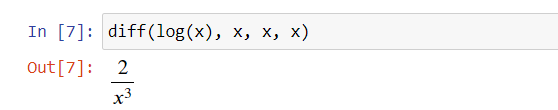 In [7]: diff(log(x), x, x, x)
Out[7]: 2
x³